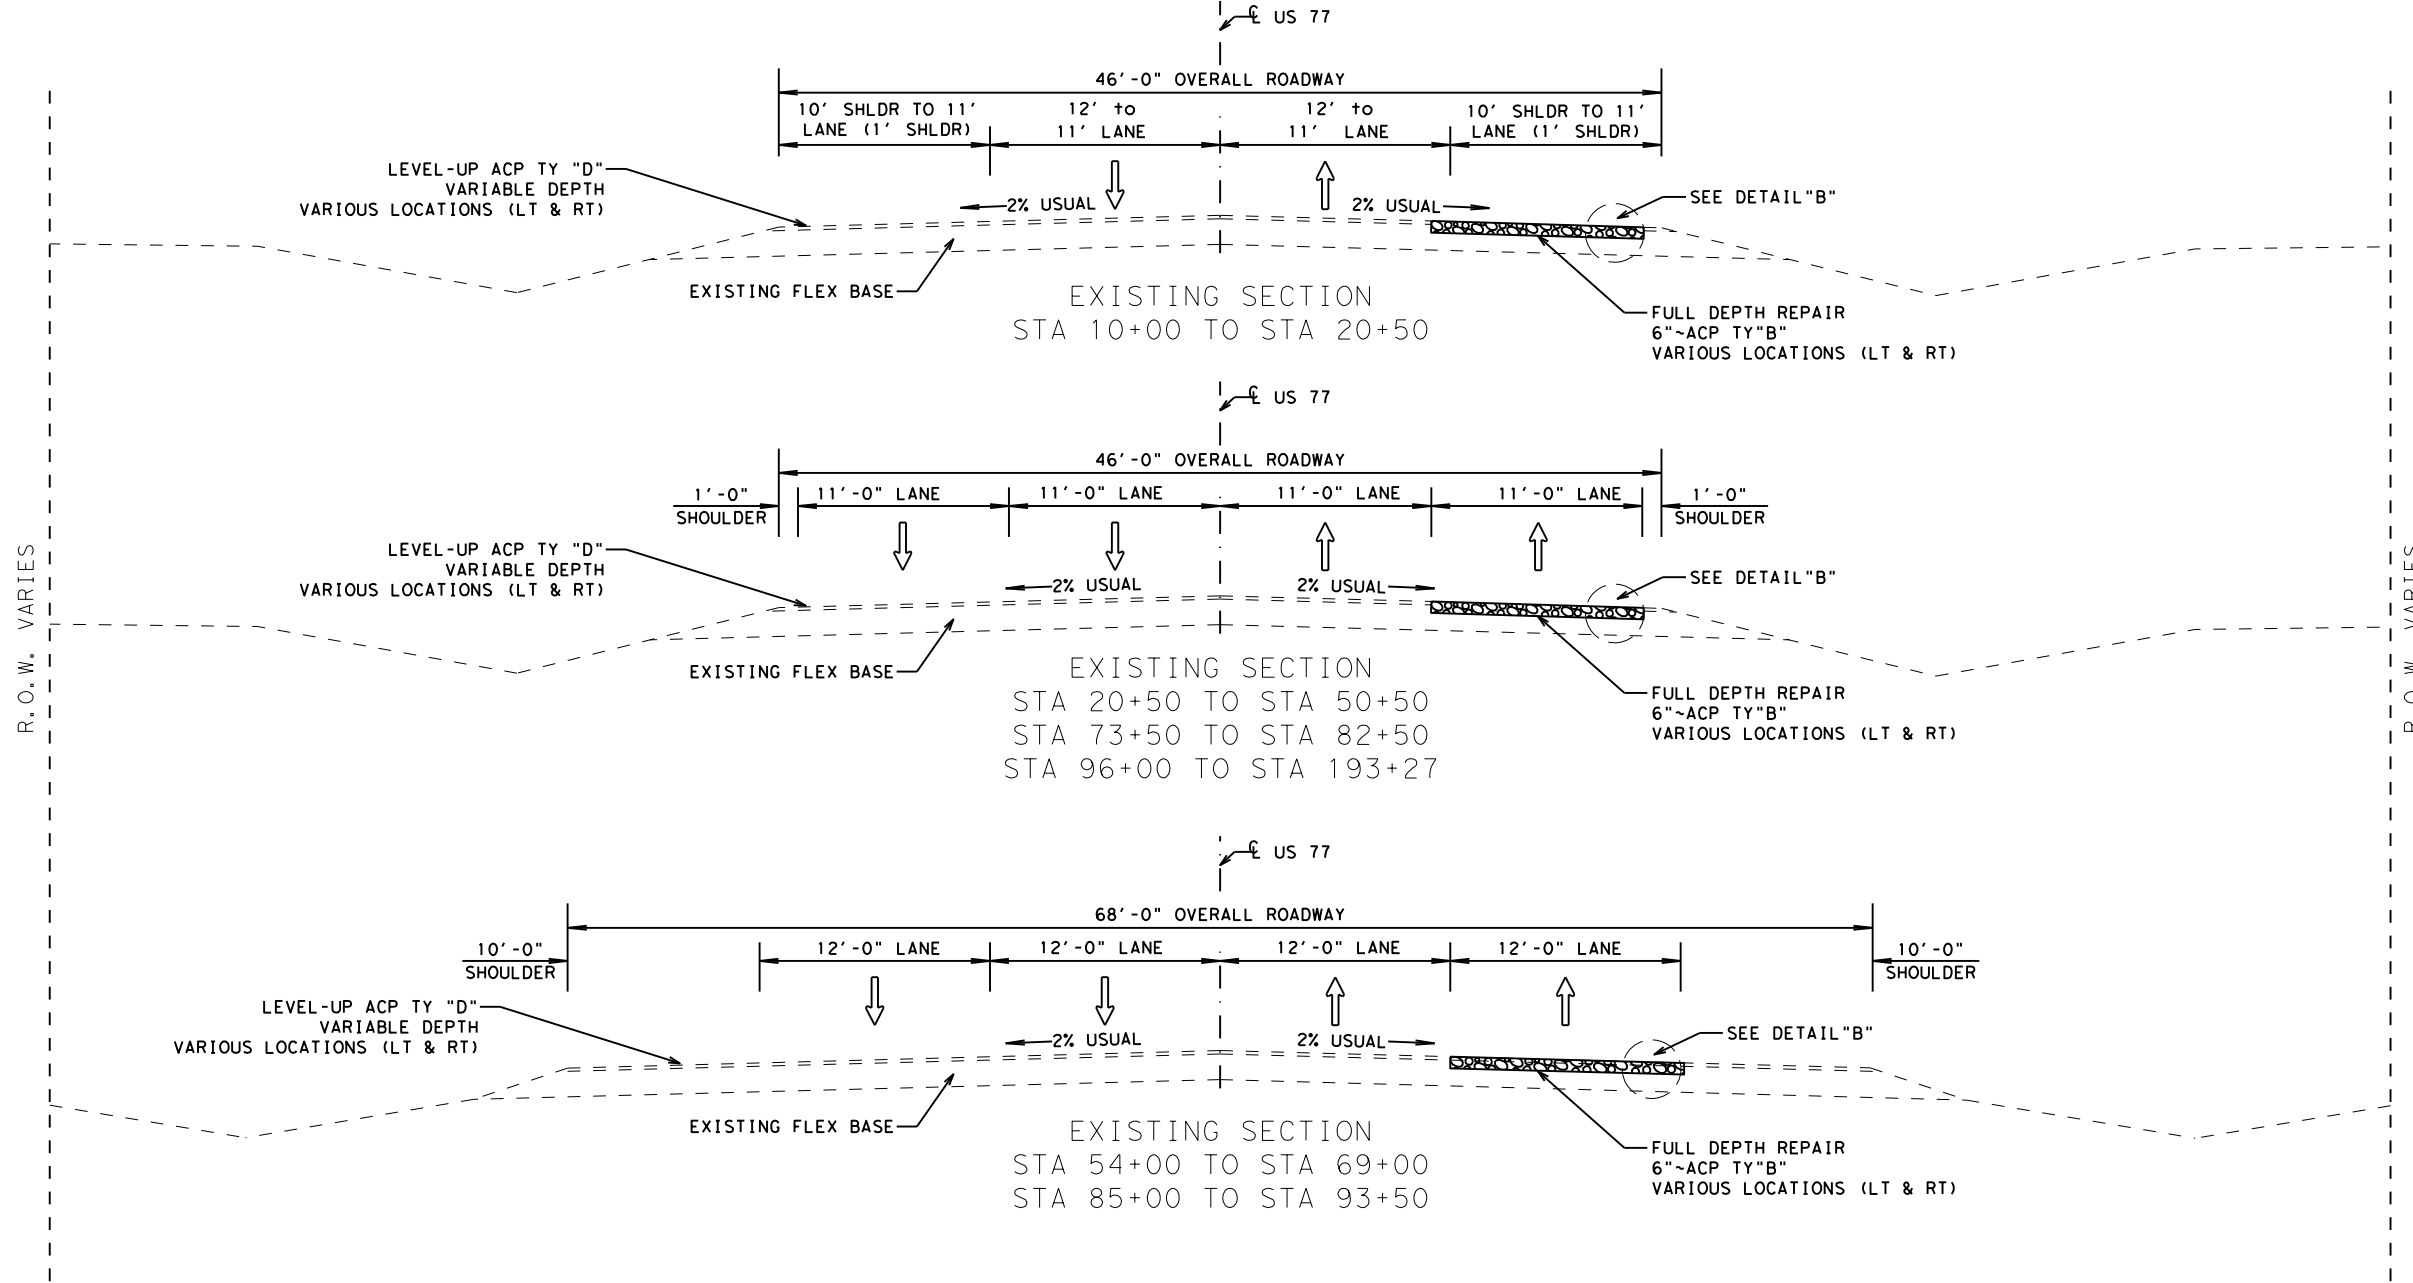 ℄ US 77
46'-0" OVERALL ROADWAY
10' SHLDR TO 11'
LANE (1' SHLDR)
12' to
11' LANE
12' to
11' LANE
10' SHLDR TO 11'
LANE (1' SHLDR)
LEVEL-UP ACP TY "D"
VARIABLE DEPTH
VARIOUS LOCATIONS (LT & RT)
2% USUAL
2% USUAL
SEE DETAIL"B"
EXISTING FLEX BASE
EXISTING SECTION
STA 10+00 TO STA 20+50
FULL DEPTH REPAIR
6"~ACP TY"B"
VARIOUS LOCATIONS (LT & RT)
℄ US 77
46'-0" OVERALL ROADWAY
1'-0"
SHOULDER
11'-0" LANE
11'-0" LANE
11'-0" LANE
11'-0" LANE
1'-0"
SHOULDER
LEVEL-UP ACP TY "D"
VARIABLE DEPTH
VARIOUS LOCATIONS (LT & RT)
2% USUAL
2% USUAL
SEE DETAIL"B"
EXISTING FLEX BASE
EXISTING SECTION
STA 20+50 TO STA 50+50
STA 73+50 TO STA 82+50
STA 96+00 TO STA 193+27
FULL DEPTH REPAIR
6"~ACP TY"B"
VARIOUS LOCATIONS (LT & RT)
R.O.W. VARIES
R.O.W. VARIES
℄ US 77
68'-0" OVERALL ROADWAY
10'-0"
SHOULDER
12'-0" LANE
12'-0" LANE
12'-0" LANE
12'-0" LANE
10'-0"
SHOULDER
LEVEL-UP ACP TY "D"
VARIABLE DEPTH
VARIOUS LOCATIONS (LT & RT)
2% USUAL
2% USUAL
SEE DETAIL"B"
EXISTING FLEX BASE
EXISTING SECTION
STA 54+00 TO STA 69+00
STA 85+00 TO STA 93+50
FULL DEPTH REPAIR
6"~ACP TY"B"
VARIOUS LOCATIONS (LT & RT)